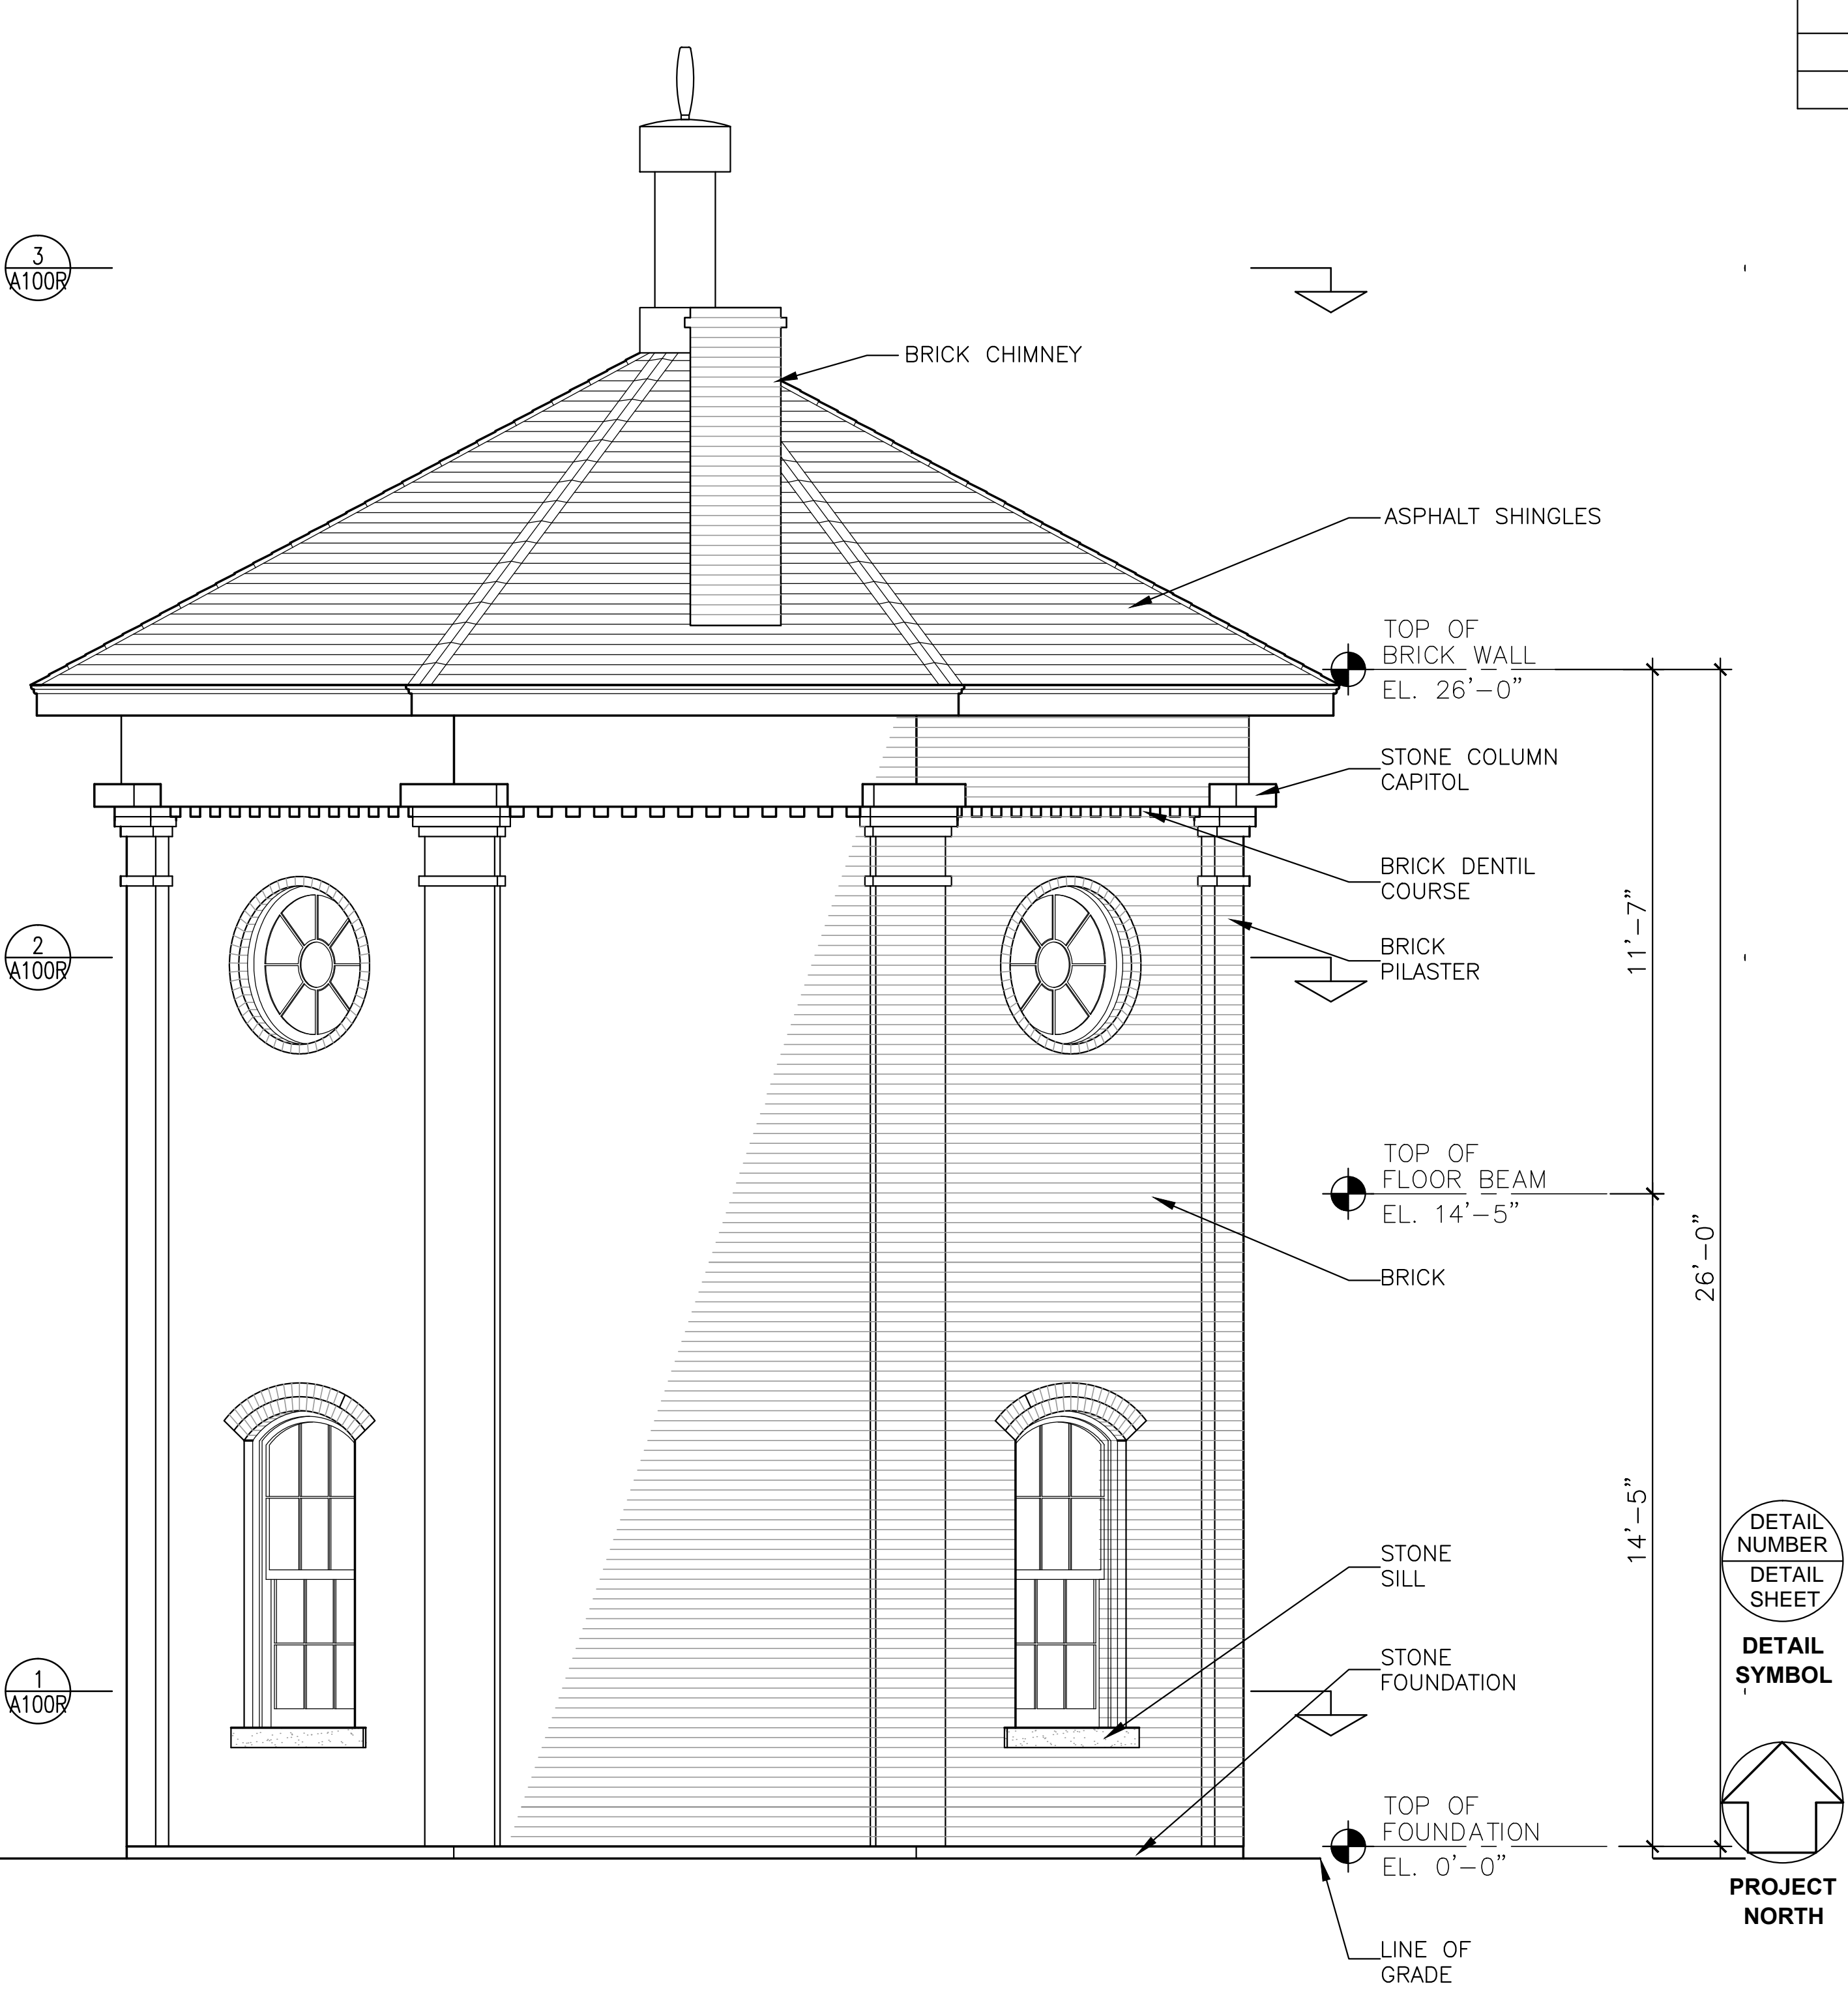 3
A100R
BRICK CHIMNEY
ASPHALT SHINGLES
TOP OF
BRICK WALL
EL. 26'-0"
STONE COLUMN
CAPITOL
BRICK DENTIL
COURSE
11'-7"
2
A100R
BRICK
PILASTER
TOP OF
FLOOR BEAM
EL. 14'-5"
26'-0"
BRICK
14'-5"
DETAIL
NUMBER
DETAIL
SHEET
DETAIL
SYMBOL
STONE
SILL
1
A100R
STONE
FOUNDATION
TOP OF
FOUNDATION
EL. 0'-0"
PROJECT
NORTH
LINE OF
GRADE